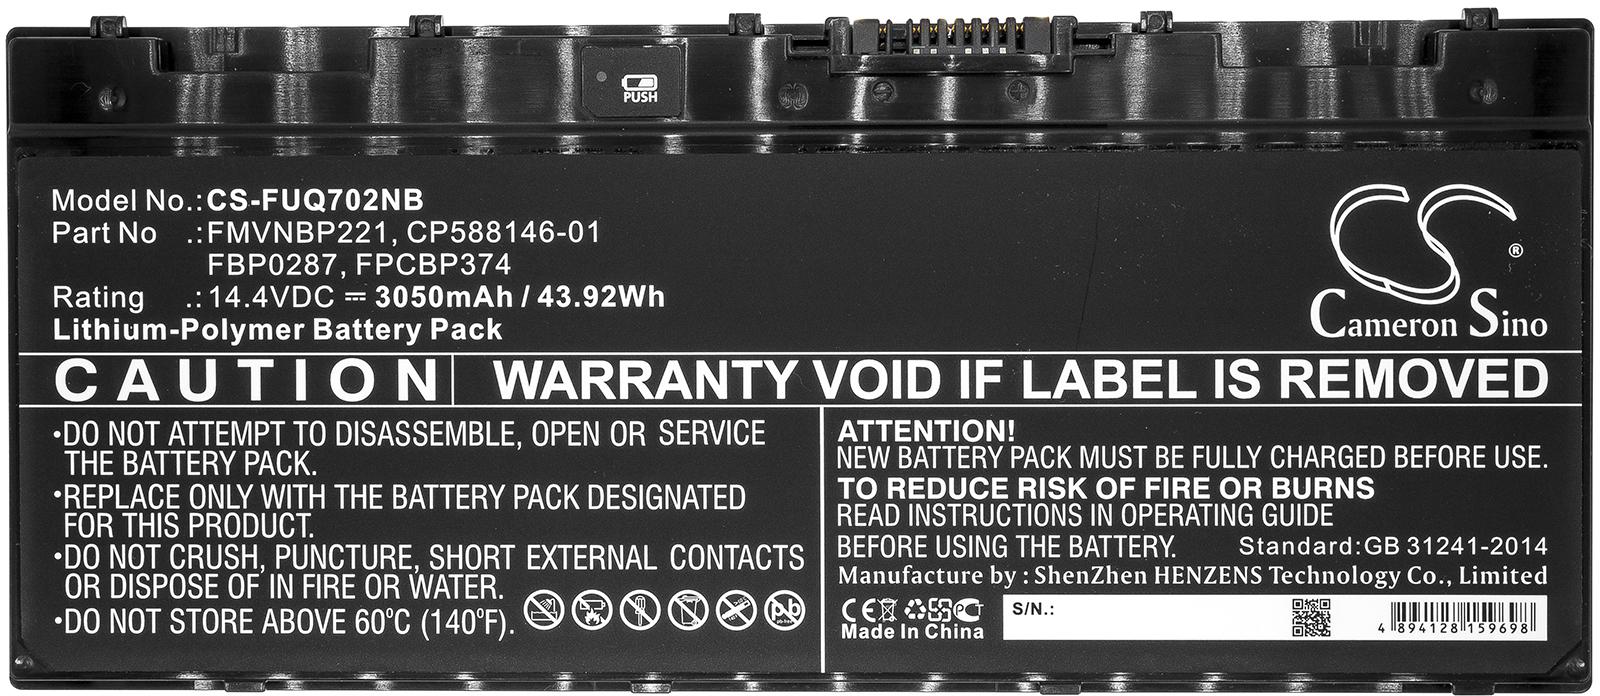 PUSH
Model No.: CS-FUQ702NB
Part No .: FMVNBP221, CP588146-01
FBP0287, FPCBP374
Rating .: 14.4VDC ⎓ 3050mAh / 43.92Wh
Lithium-Polymer Battery Pack
CS®
Cameron Sino
CAUTION
WARRANTY VOID IF LABEL IS REMOVED
•DO NOT ATTEMPT TO DISASSEMBLE, OPEN OR SERVICE
THE BATTERY PACK.
•REPLACE ONLY WITH THE BATTERY PACK DESIGNATED
FOR THIS PRODUCT.
•DO NOT CRUSH, PUNCTURE, SHORT EXTERNAL CONTACTS
OR DISPOSE OF IN FIRE OR WATER.
•DO NOT STORE ABOVE 60°C (140°F).
pb
pb-free
ATTENTION!
NEW BATTERY PACK MUST BE FULLY CHARGED BEFORE USE.
TO REDUCE RISK OF FIRE OR BURNS
READ INSTRUCTIONS IN OPERATING GUIDE
BEFORE USING THE BATTERY.
Standard:GB 31241-2014
Manufacture by : ShenZhen HENZENS Technology Co., Limited
CE PCT
Made In China
S/N.:
4 894128 159698